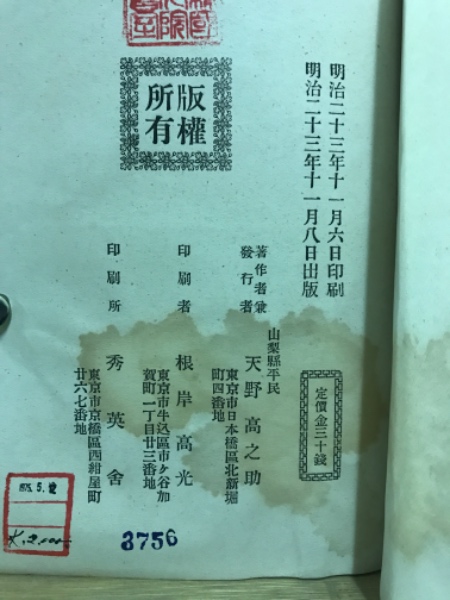 明治二十三年十一月六日印刷
明治二十三年十一月八日出版
版權
所有
定價金三十錢
著作者兼
發行者
山梨縣平民
天野高之助
東京市日本橋區北新堀
町四番地
印刷者
根岸高光
東京市牛込區市ヶ谷加
賀町一丁目廿三番地
印刷所
秀英舍
東京市京橋區西紺屋町
廿六七番地
3756